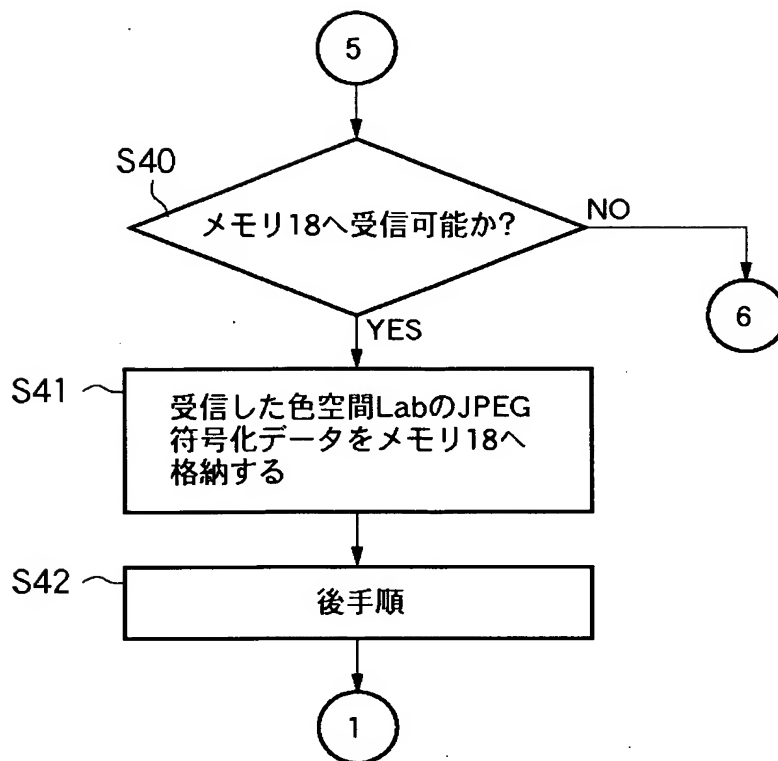 5
S40
メモリ18へ受信可能か?
NO
6
YES
S41
受信した色空間LabのJPEG
符号化データをメモリ18へ
格納する
S42
後手順
1